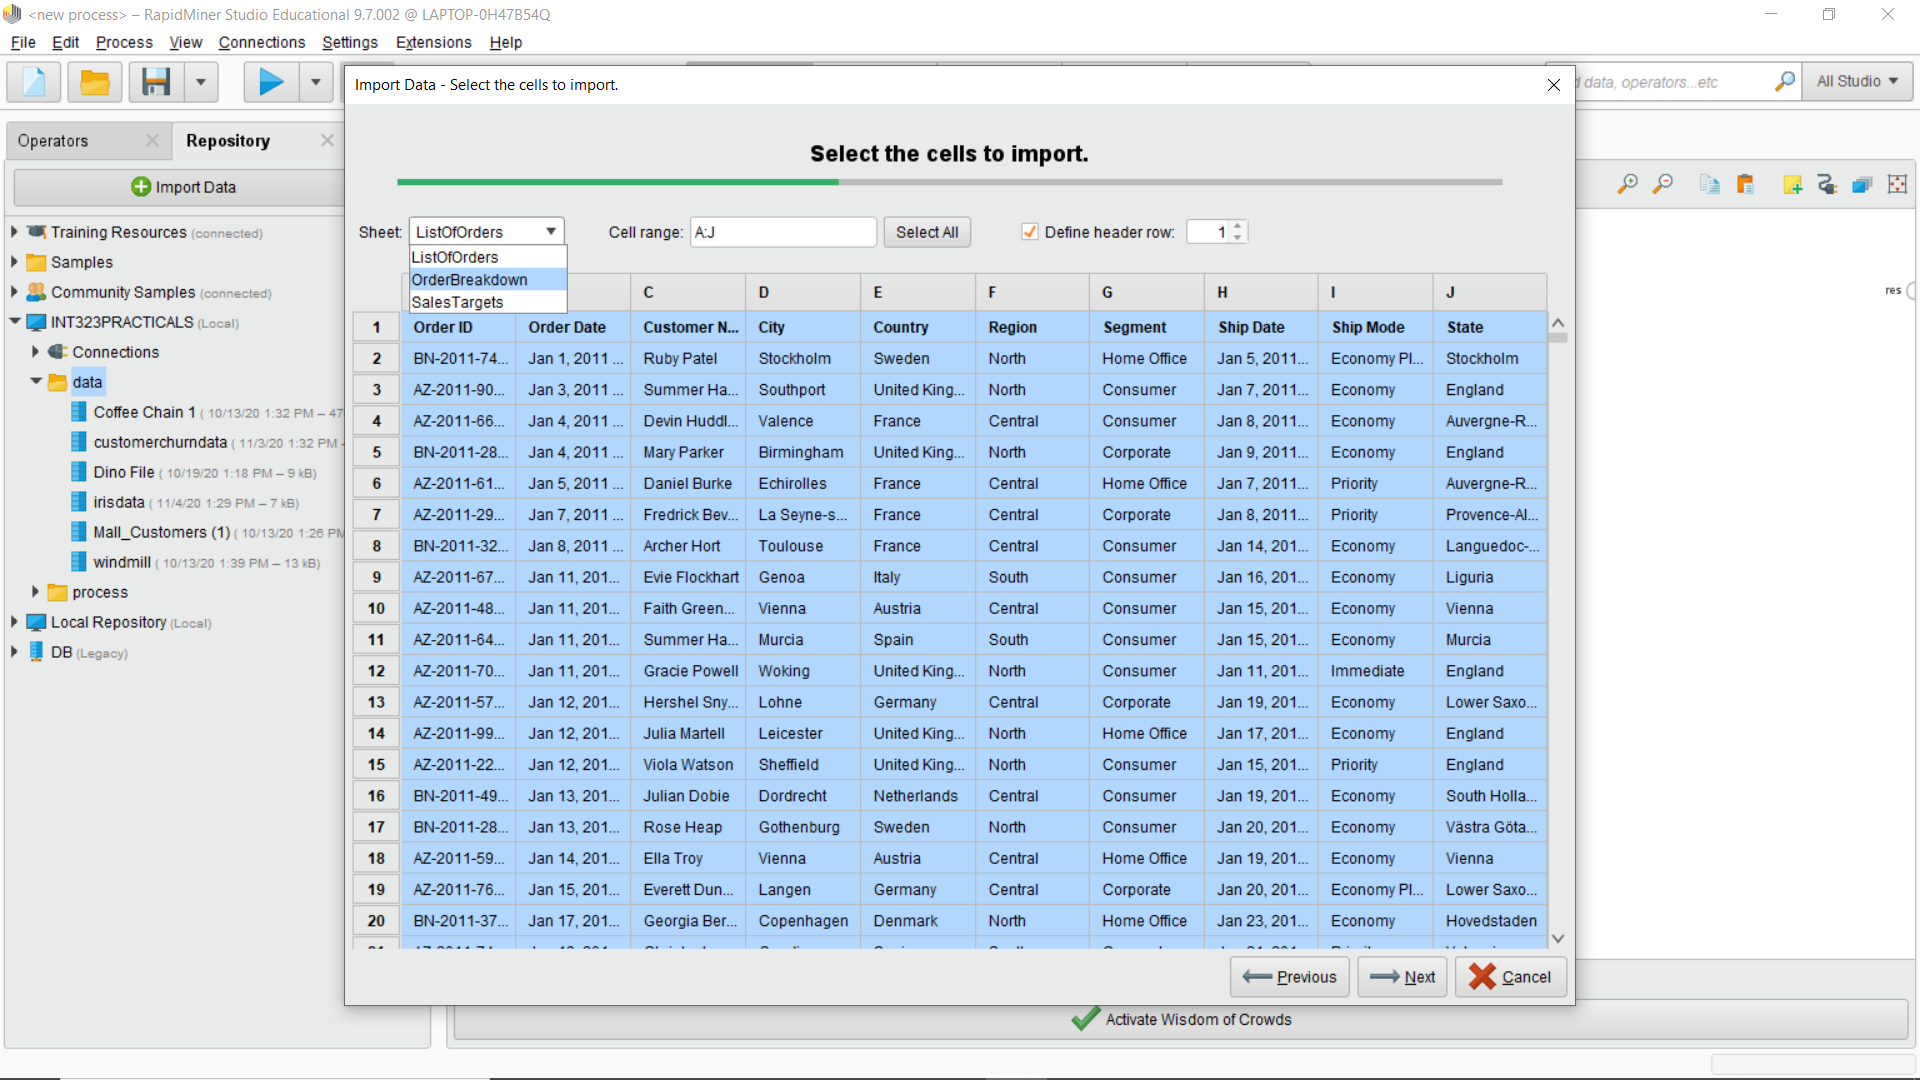 <new process> – RapidMiner Studio Educational 9.7.002 @ LAPTOP-0H47B54Q
File Edit Process View Connections Settings Extensions Help
Import Data - Select the cells to import.
data, operators...etc
All Studio
Operators
Repository
Select the cells to import.
Import Data
Sheet: ListOfOrders
Cell range: A:J
Select All
Define header row: 1
ListOfOrders
OrderBreakdown
SalesTargets
Training Resources (connected)
Samples
Community Samples (connected)
INT323PRACTICALS (Local)
Connections
data
Coffee Chain 1 ( 10/13/20 1:32 PM – 47
customerchurndata ( 11/3/20 1:32 PM -
Dino File ( 10/19/20 1:18 PM – 9 kB)
irisdata ( 11/4/20 1:29 PM – 7 kB)
Mall_Customers (1) ( 10/13/20 1:26 PM
windmill ( 10/13/20 1:39 PM – 13 kB)
process
Local Repository (Local)
DB (Legacy)
res
C D E F G H I J
1 Order ID Order Date Customer N... City Country Region Segment Ship Date Ship Mode State
2 BN-2011-74... Jan 1, 2011 ... Ruby Patel Stockholm Sweden North Home Office Jan 5, 2011... Economy Pl... Stockholm
3 AZ-2011-90... Jan 3, 2011 ... Summer Ha... Southport United King... North Consumer Jan 7, 2011... Economy England
4 AZ-2011-66... Jan 4, 2011 ... Devin Huddl... Valence France Central Consumer Jan 8, 2011... Economy Auvergne-R...
5 BN-2011-28... Jan 4, 2011 ... Mary Parker Birmingham United King... North Corporate Jan 9, 2011... Economy England
6 AZ-2011-61... Jan 5, 2011 ... Daniel Burke Echirolles France Central Home Office Jan 7, 2011... Priority Auvergne-R...
7 AZ-2011-29... Jan 7, 2011 ... Fredrick Bev... La Seyne-s... France Central Corporate Jan 8, 2011... Priority Provence-Al...
8 BN-2011-32... Jan 8, 2011 ... Archer Hort Toulouse France Central Consumer Jan 14, 201... Economy Languedoc-...
9 AZ-2011-67... Jan 11, 201... Evie Flockhart Genoa Italy South Consumer Jan 16, 201... Economy Liguria
10 AZ-2011-48... Jan 11, 201... Faith Green... Vienna Austria Central Consumer Jan 15, 201... Economy Vienna
11 AZ-2011-64... Jan 11, 201... Summer Ha... Murcia Spain South Consumer Jan 15, 201... Economy Murcia
12 AZ-2011-70... Jan 11, 201... Gracie Powell Woking United King... North Consumer Jan 11, 201... Immediate England
13 AZ-2011-57... Jan 12, 201... Hershel Sny... Lohne Germany Central Corporate Jan 19, 201... Economy Lower Saxo...
14 AZ-2011-99... Jan 12, 201... Julia Martell Leicester United King... North Home Office Jan 17, 201... Economy England
15 AZ-2011-22... Jan 12, 201... Viola Watson Sheffield United King... North Consumer Jan 15, 201... Priority England
16 BN-2011-49... Jan 13, 201... Julian Dobie Dordrecht Netherlands Central Consumer Jan 19, 201... Economy South Holla...
17 BN-2011-28... Jan 13, 201... Rose Heap Gothenburg Sweden North Consumer Jan 20, 201... Economy Västra Göta...
18 AZ-2011-59... Jan 14, 201... Ella Troy Vienna Austria Central Home Office Jan 19, 201... Economy Vienna
19 AZ-2011-76... Jan 15, 201... Everett Dun... Langen Germany Central Corporate Jan 20, 201... Economy Pl... Lower Saxo...
20 BN-2011-37... Jan 17, 201... Georgia Ber... Copenhagen Denmark North Home Office Jan 23, 201... Economy Hovedstaden
Previous
Next
Cancel
Activate Wisdom of Crowds